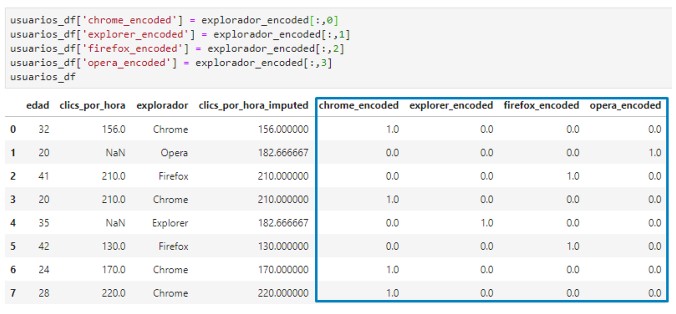 usuarios_df['chrome_encoded'] = explorador_encoded[:,0]
usuarios_df['explorer_encoded'] = explorador_encoded[:,1]
usuarios_df['firefox_encoded'] = explorador_encoded[:,2]
usuarios_df['opera_encoded'] = explorador_encoded[:,3]
usuarios_df
edad clics_por_hora explorador clics_por_hora_imputed chrome_encoded explorer_encoded firefox_encoded opera_encoded
0 32 156.0 Chrome 156.000000 1.0 0.0 0.0 0.0
1 20 NaN Opera 182.666667 0.0 0.0 0.0 1.0
2 41 210.0 Firefox 210.000000 0.0 0.0 1.0 0.0
3 20 210.0 Chrome 210.000000 1.0 0.0 0.0 0.0
4 35 NaN Explorer 182.666667 0.0 1.0 0.0 0.0
5 42 130.0 Firefox 130.000000 0.0 0.0 1.0 0.0
6 24 170.0 Chrome 170.000000 1.0 0.0 0.0 0.0
7 28 220.0 Chrome 220.000000 1.0 0.0 0.0 0.0